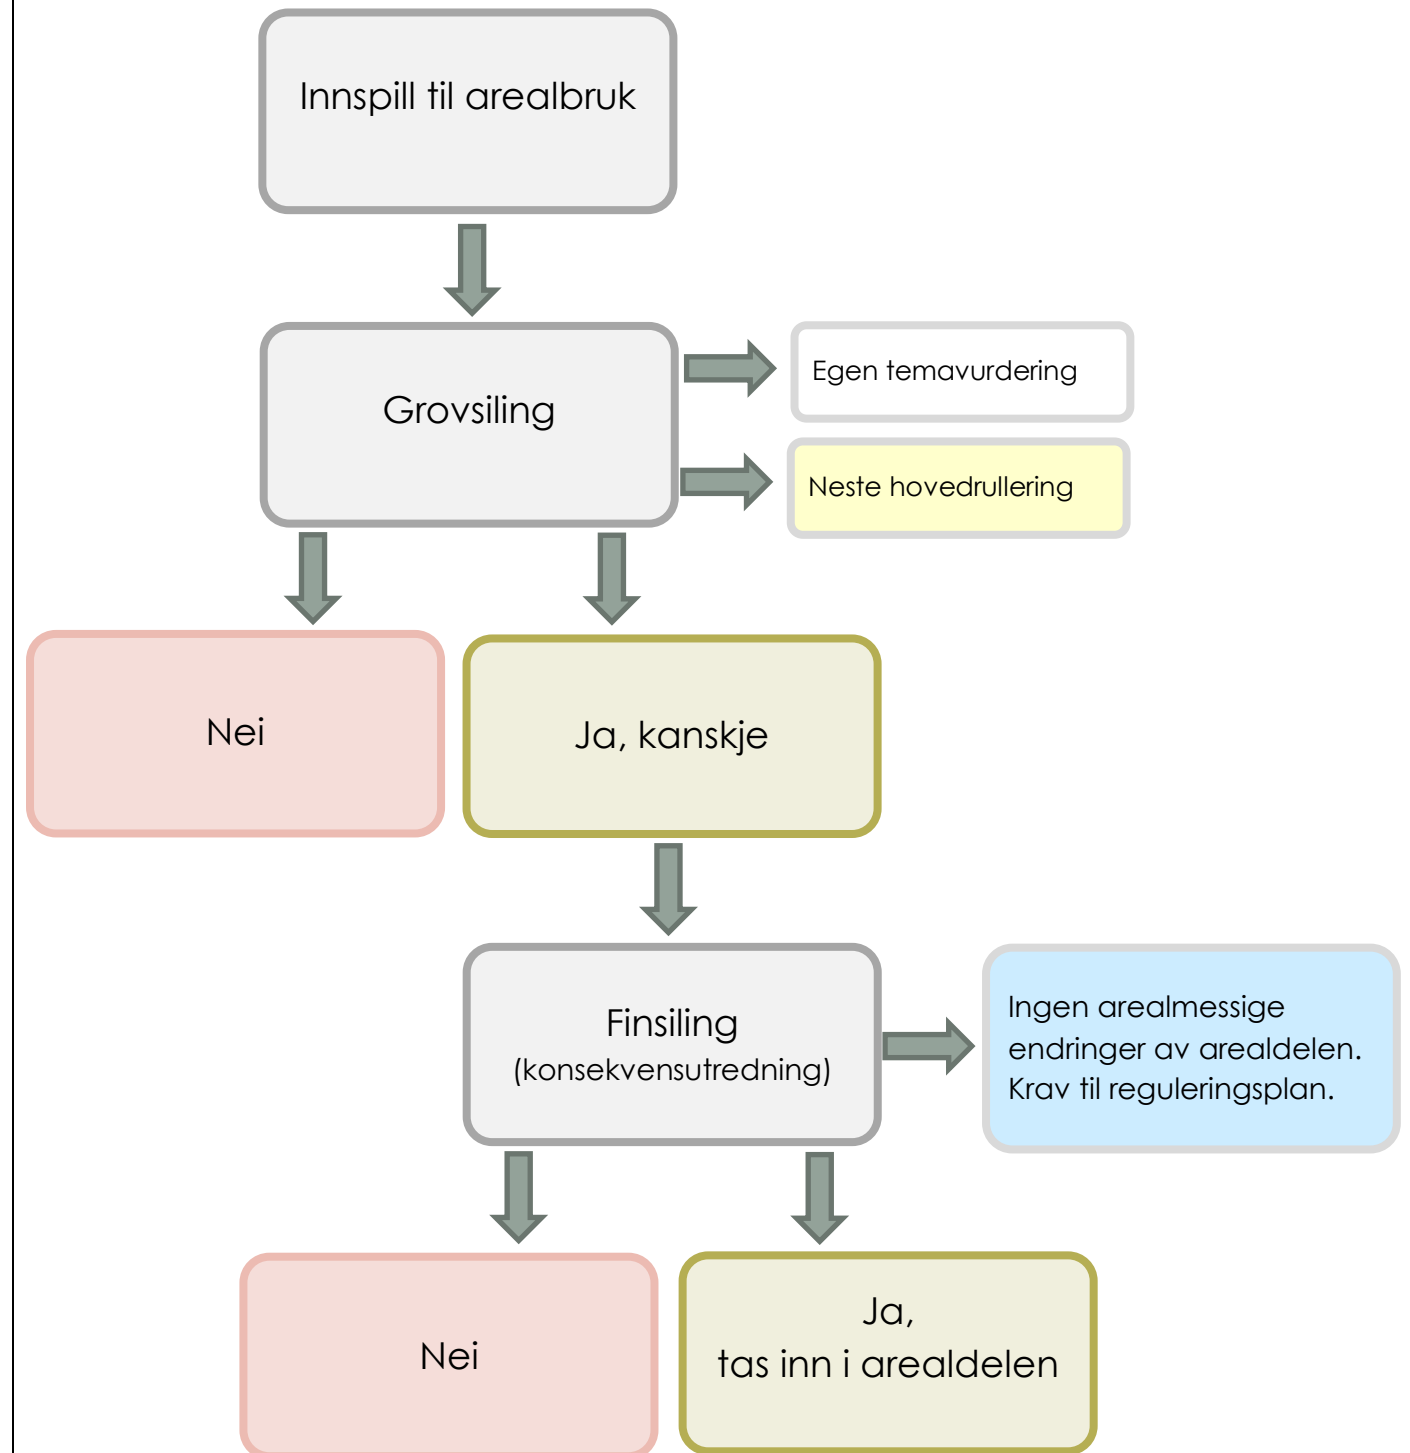 Innspill til arealbruk
Grovsiling
Egen temavurdering
Neste hovedrullering
Nei
Ja, kanskje
Finsiling
(konsekvensutredning)
Ingen arealmessige
endringer av arealdelen.
Krav til reguleringsplan.
Nei
Ja,
tas inn i arealdelen